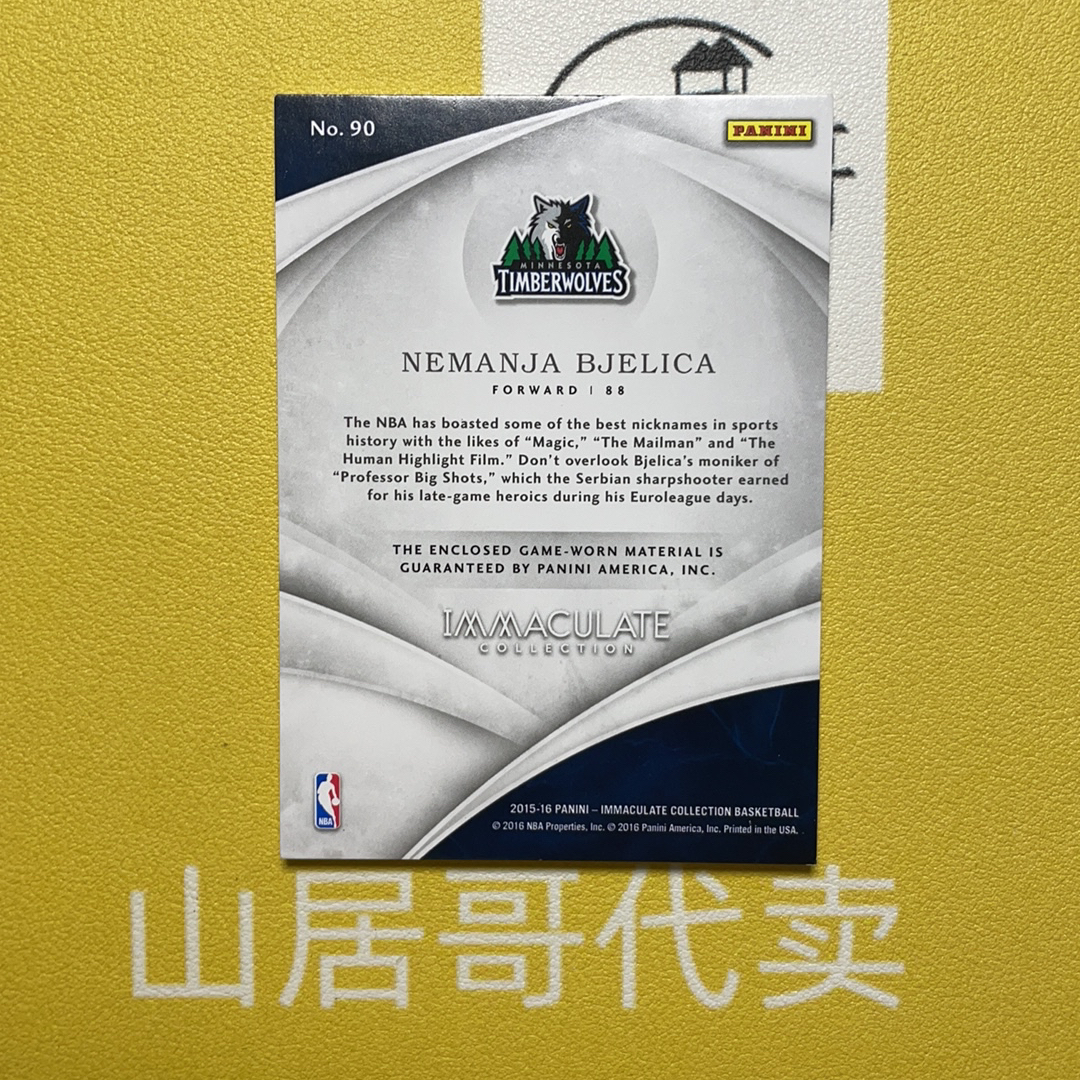 No. 90
PANINI
MINNESOTA
TIMBERWOLVES
NEMANJA BJELICA
FORWARD | 88
The NBA has boasted some of the best nicknames in sports
history with the likes of “Magic,” “The Mailman” and “The
Human Highlight Film.” Don’t overlook Bjelica’s moniker of
“Professor Big Shots,” which the Serbian sharpshooter earned
for his late-game heroics during his Euroleague days.
THE ENCLOSED GAME-WORN MATERIAL IS
GUARANTEED BY PANINI AMERICA, INC.
IMMACULATE
COLLECTION
NBA
2015-16 PANINI – IMMACULATE COLLECTION BASKETBALL
© 2016 NBA Properties, Inc. © 2016 Panini America, Inc. Printed in the USA.
山居哥代卖